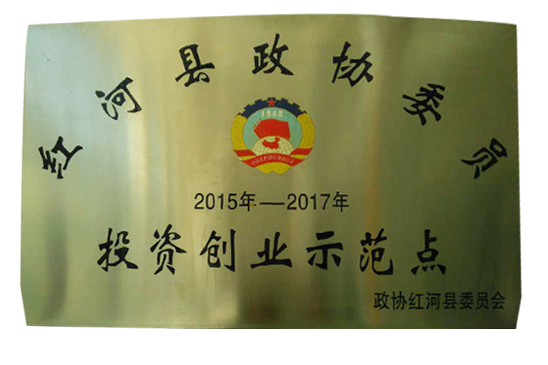 红河县政协委员
1949
2015年—2017年
投资创业示范点
政协红河县委员会